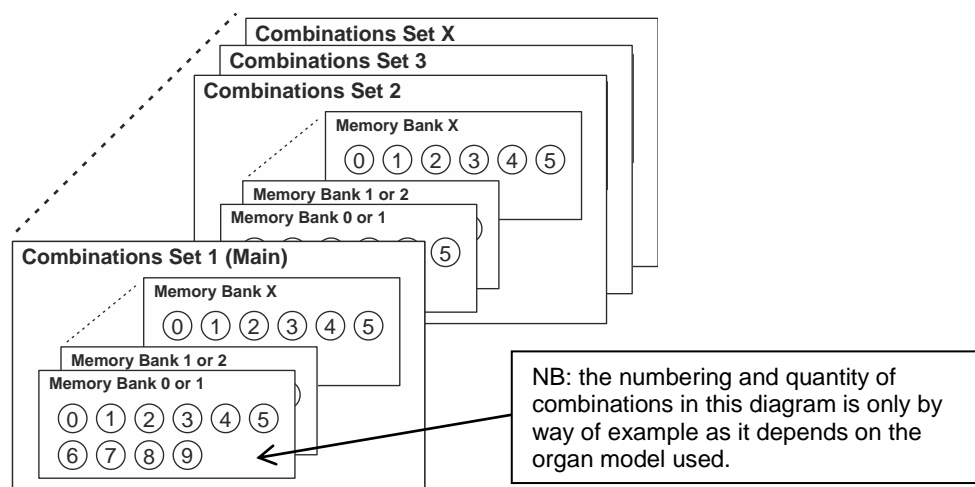 Combinations Set X
Combinations Set 3
Combinations Set 2
Memory Bank X
0 1 2 3 4 5
Memory Bank 1 or 2
Memory Bank 0 or 1
5
Combinations Set 1 (Main)
Memory Bank X
0 1 2 3 4 5
Memory Bank 1 or 2
Memory Bank 0 or 1
0 1 2 3 4 5
6 7 8 9
NB: the numbering and quantity of
combinations in this diagram is only by
way of example as it depends on the
organ model used.